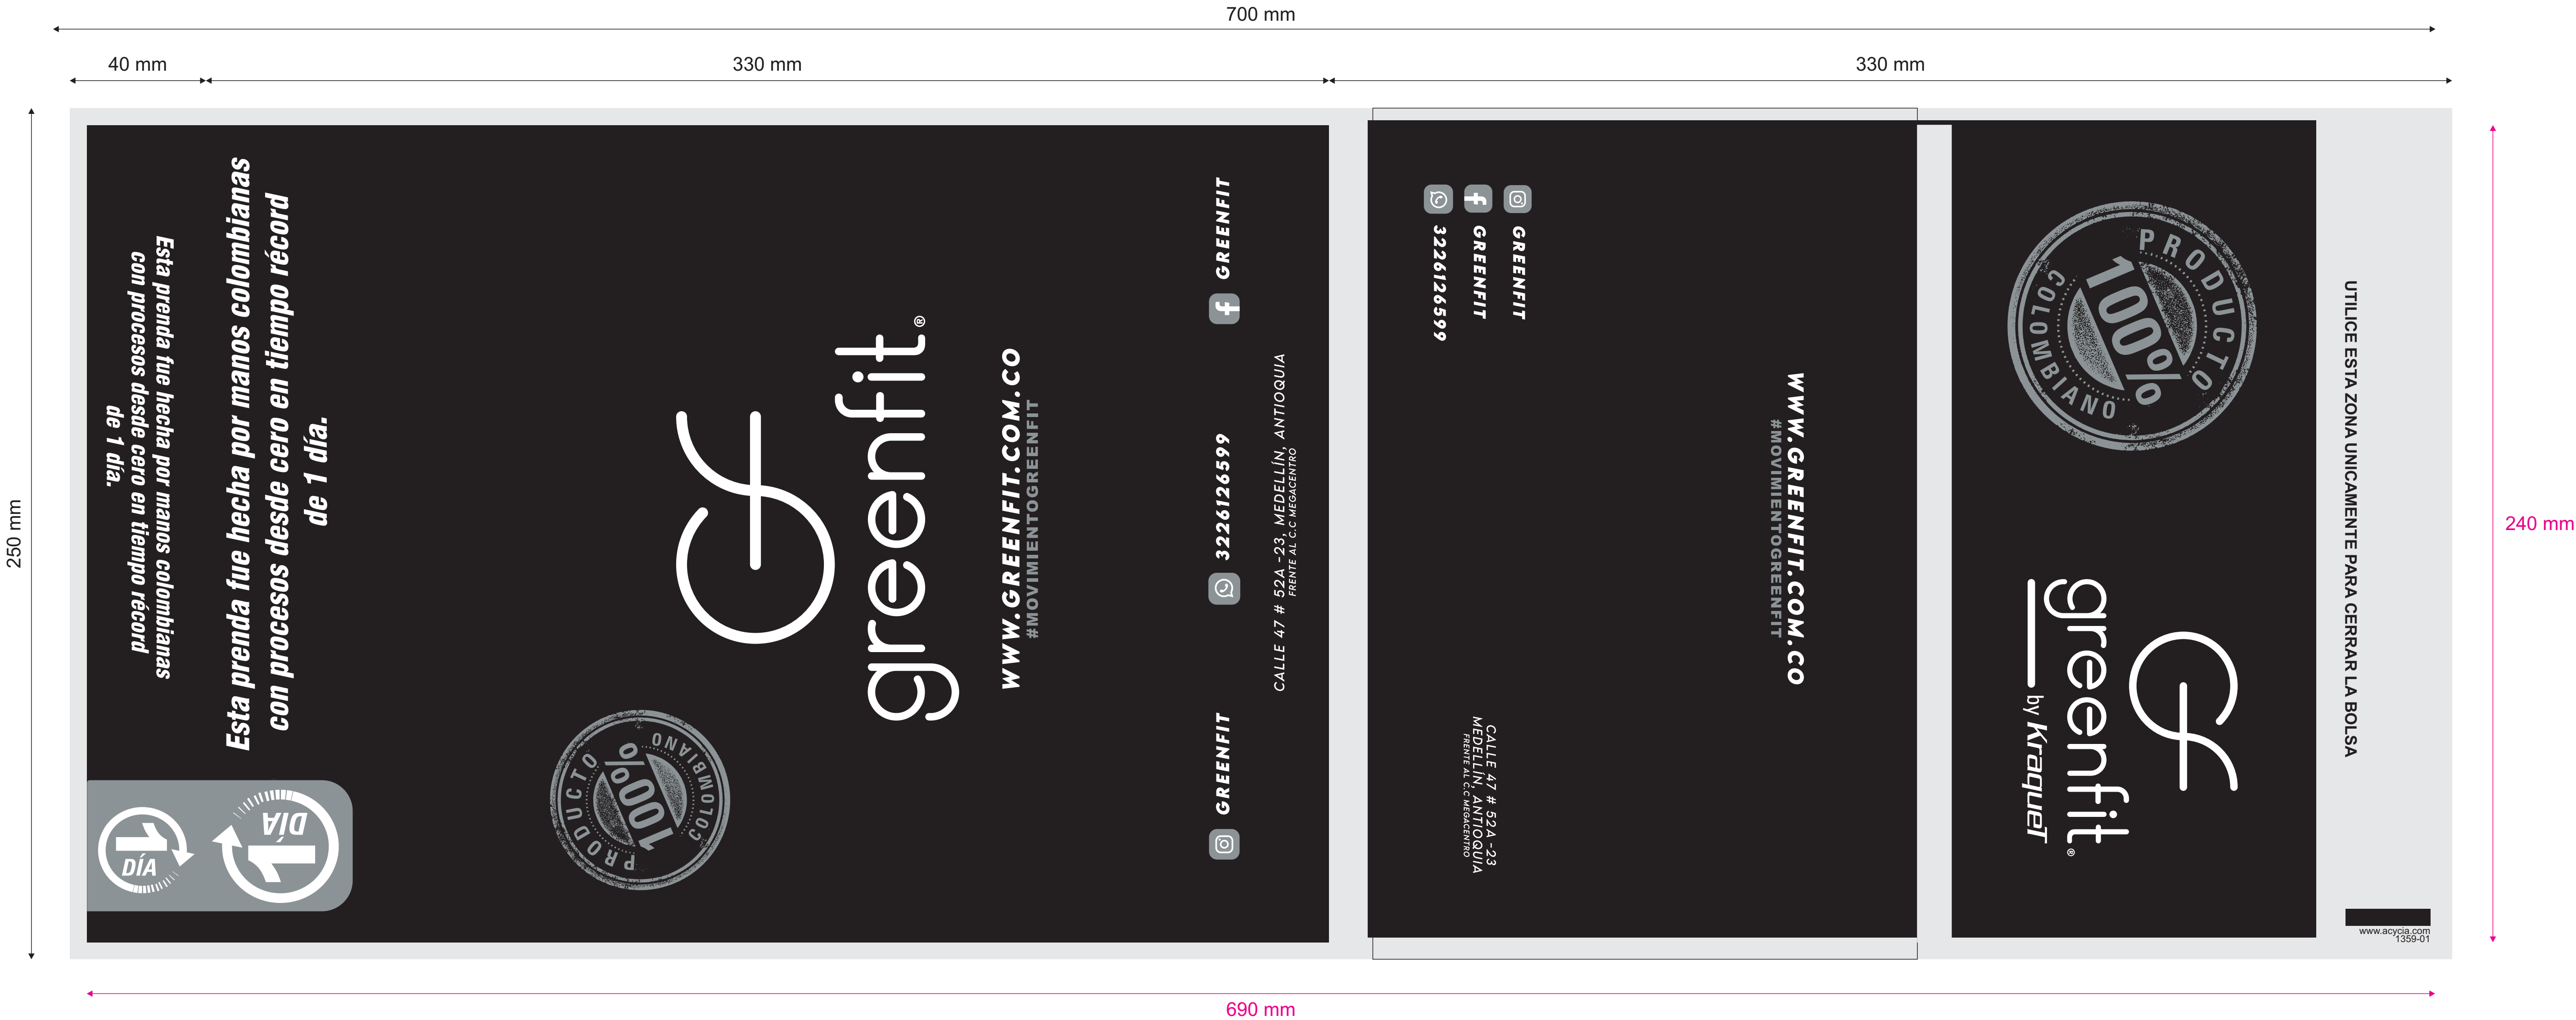 700 mm
40 mm
330 mm
330 mm
250 mm
240 mm
690 mm
Esta prenda fue hecha por manos colombianas
con procesos desde cero en tiempo récord
de 1 día.
Esta prenda fue hecha por manos colombianas
con procesos desde cero en tiempo récord
de 1 día.
1
DÍA
1
DÍA
PRODUCTO
100%
COLOMBIANO
GF
greenfit®
WWW.GREENFIT.COM.CO
#MOVIMIENTOGREENFIT
GREENFIT
3226126599
GREENFIT
CALLE 47 # 52A -23, MEDELLÍN, ANTIOQUIA
FRENTE AL C.C MEGACENTRO
GREENFIT
GREENFIT
3226126599
CALLE 47 # 52A -23
MEDELLÍN, ANTIOQUIA
FRENTE AL C.C MEGACENTRO
WWW.GREENFIT.COM.CO
#MOVIMIENTOGREENFIT
PRODUCTO
100%
COLOMBIANO
GF
greenfit®
by KraqueT
UTILICE ESTA ZONA UNICAMENTE PARA CERRAR LA BOLSA
www.acycia.com
1359-01